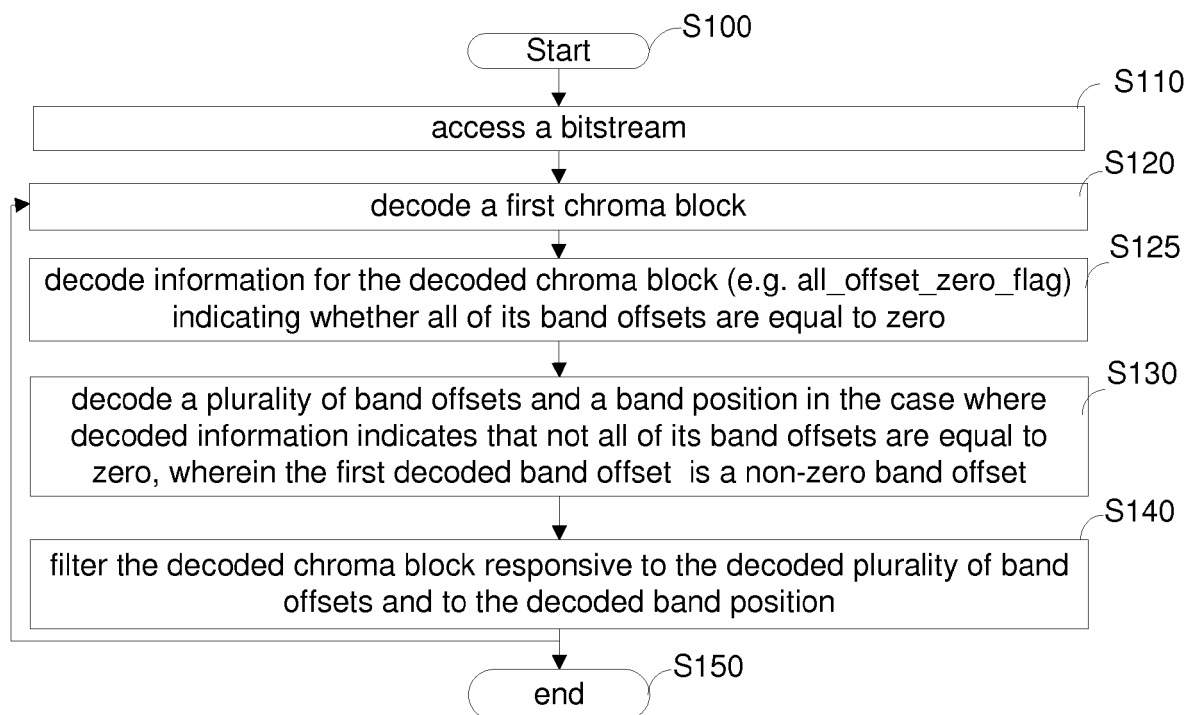 S100
Start
S110
access a bitstream
S120
decode a first chroma block
S125
decode information for the decoded chroma block (e.g. all_offset_zero_flag)
indicating whether all of its band offsets are equal to zero
S130
decode a plurality of band offsets and a band position in the case where
decoded information indicates that not all of its band offsets are equal to
zero, wherein the first decoded band offset is a non-zero band offset
S140
filter the decoded chroma block responsive to the decoded plurality of band
offsets and to the decoded band position
S150
end